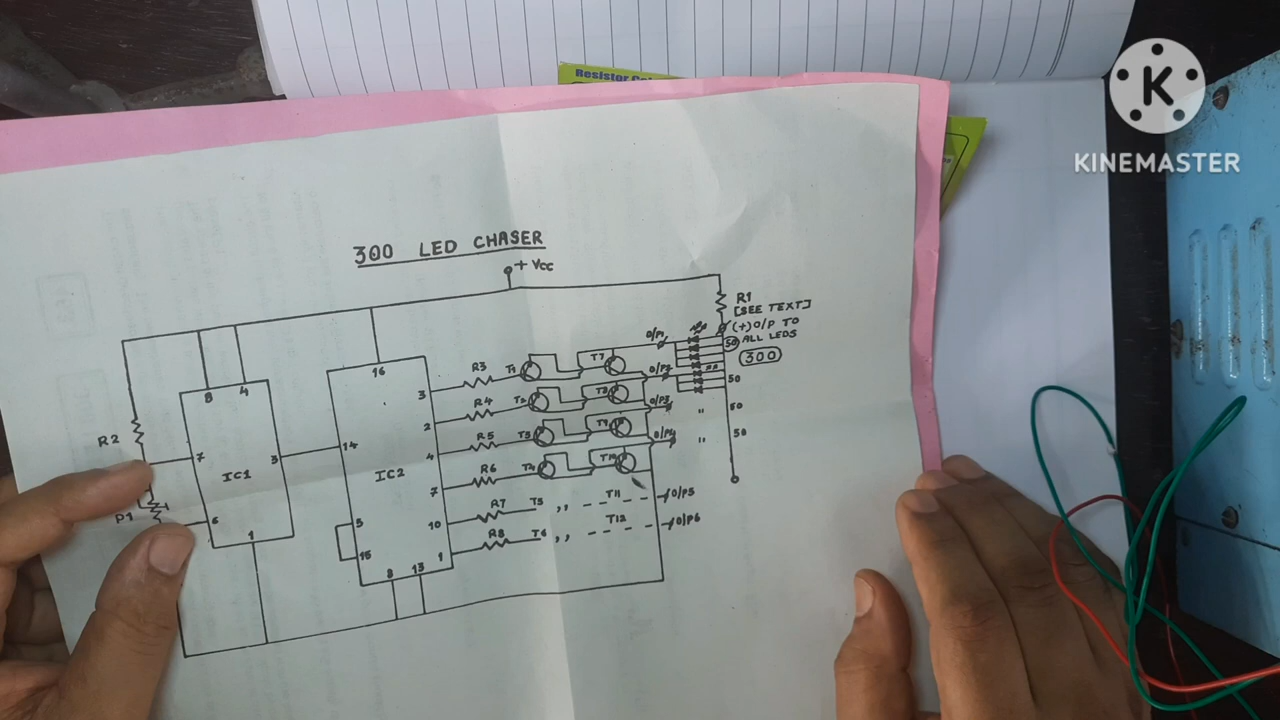 Resistor
KINEMASTER
300 LED CHASER
+ Vcc
R1
[SEE TEXT]
(+) O/P TO
ALL LEDS
50
300
O/P1
T7
T1
R3
8
4
16
3
O/P2
50
T8
T2
R4
2
O/P3
,,
50
T9
T3
R5
4
R2
7
3
14
IC1
IC2
O/P4
,,
50
T10
T4
R6
7
P1
6
1
5
15
R7
T5 ,, --- T11 --
O/P5
10
R8
T6 ,, --- T12 --
O/P6
1
8
13